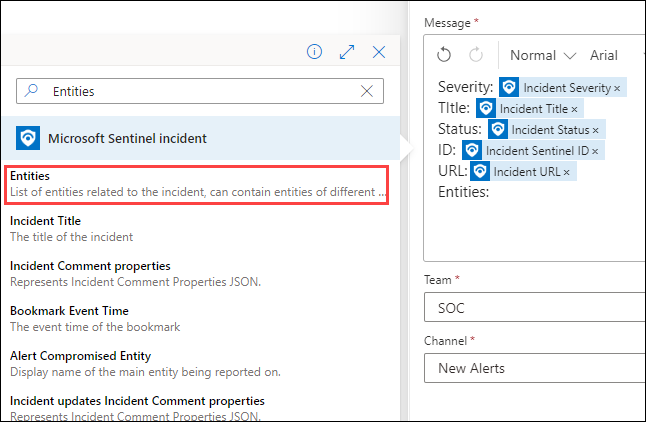 Entities
Microsoft Sentinel incident
Entities
List of entities related to the incident, can contain entities of different ...
Incident Title
The title of the incident
Incident Comment properties
Represents Incident Comment Properties JSON.
Bookmark Event Time
The event time of the bookmark
Alert Compromised Entity
Display name of the main entity being reported on.
Incident updates Incident Comment properties
Represents Incident Comment Properties JSON.
Message *
Normal Arial
Severity: Incident Severity ×
TItle: Incident Title ×
Status: Incident Status ×
ID: Incident Sentinel ID ×
URL: Incident URL ×
Entities:
Team *
SOC
Channel *
New Alerts